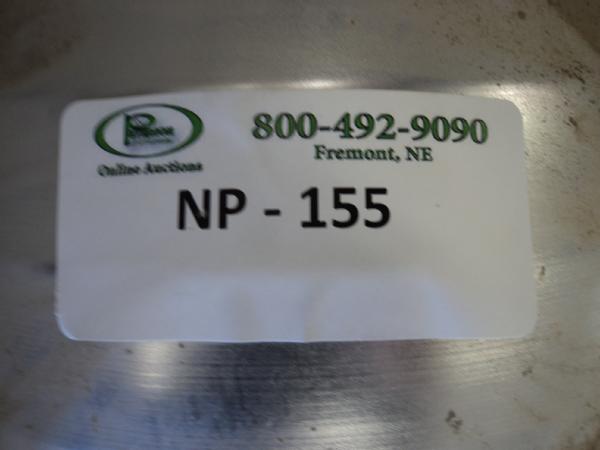 800-492-9090
Fremont, NE
Online Auctions
NP - 155